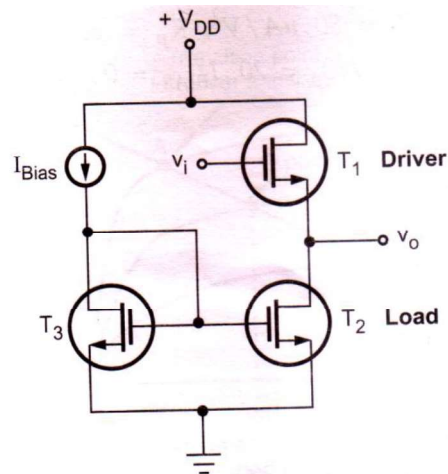 + V_DD
I_Bias
v_i
T_1 Driver
v_o
T_3
T_2 Load